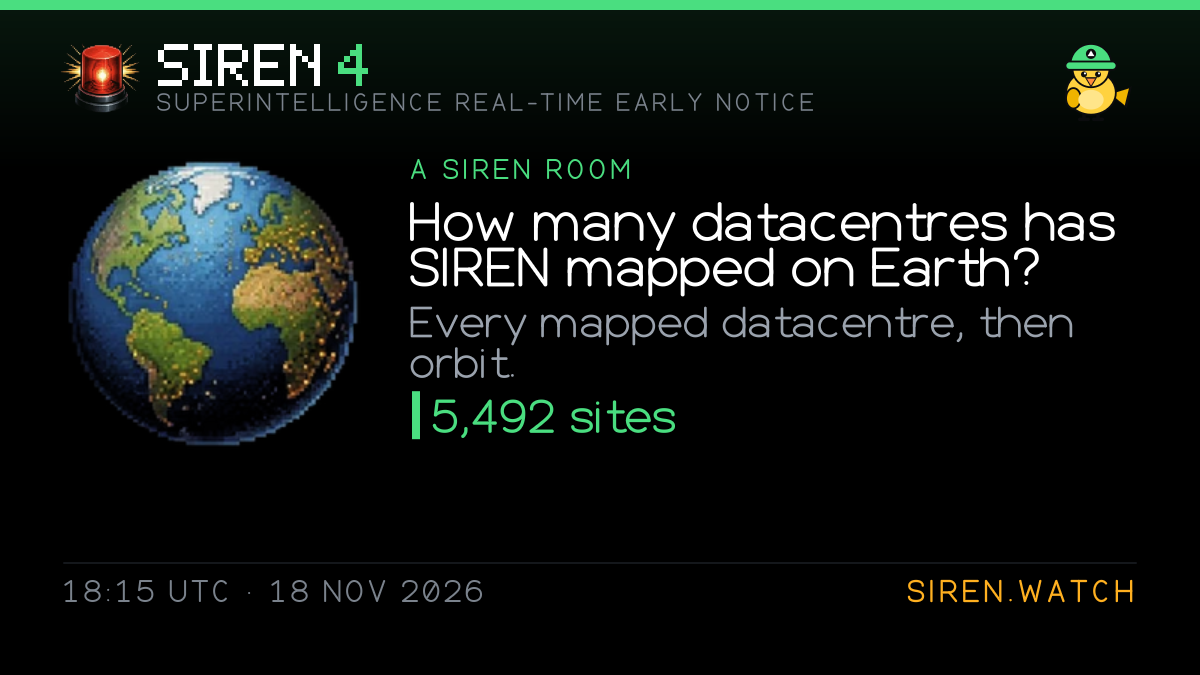 SIREN 4
SUPERINTELLIGENCE REAL-TIME EARLY NOTICE
A SIREN ROOM
How many datacentres has
SIREN mapped on Earth?
Every mapped datacentre, then
orbit.
5,492 sites
18:15 UTC · 18 NOV 2026
SIREN.WATCH